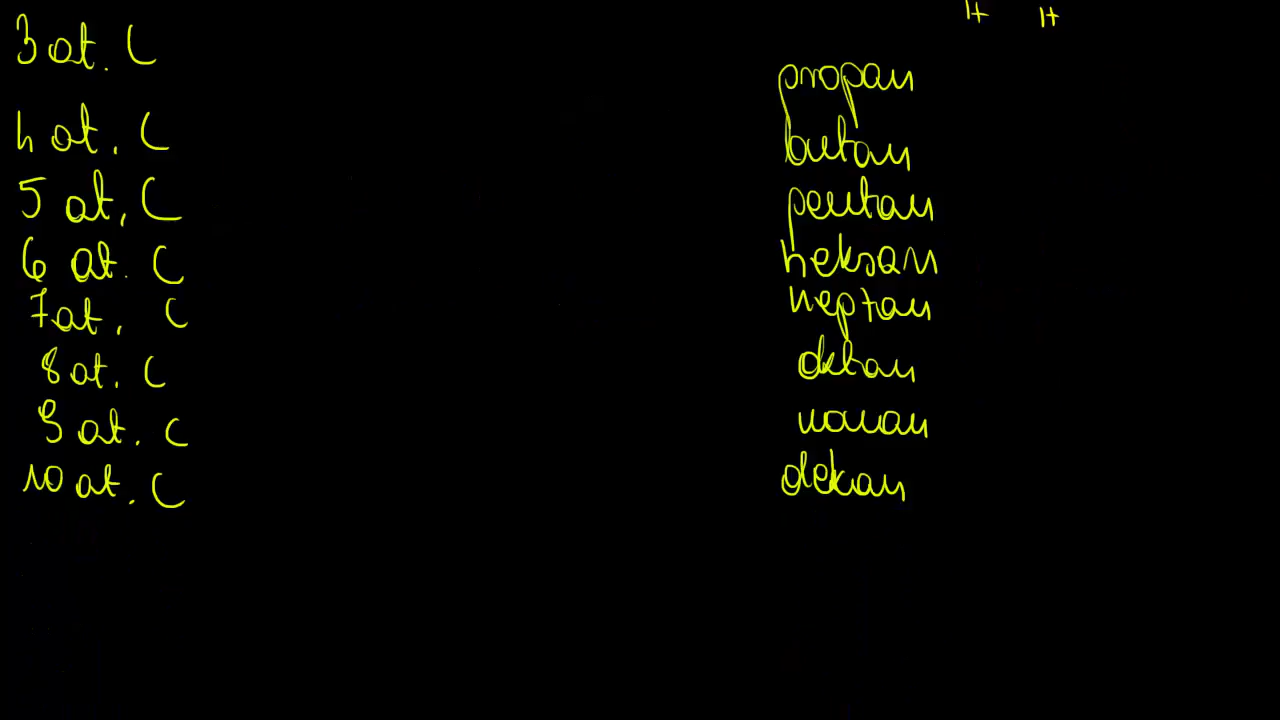 H H
3 at. C propan
4 at. C butan
5 at. C pentan
6 at. C heksan
7 at. C heptan
8 at. C oktan
9 at. C nonan
10 at. C dekan